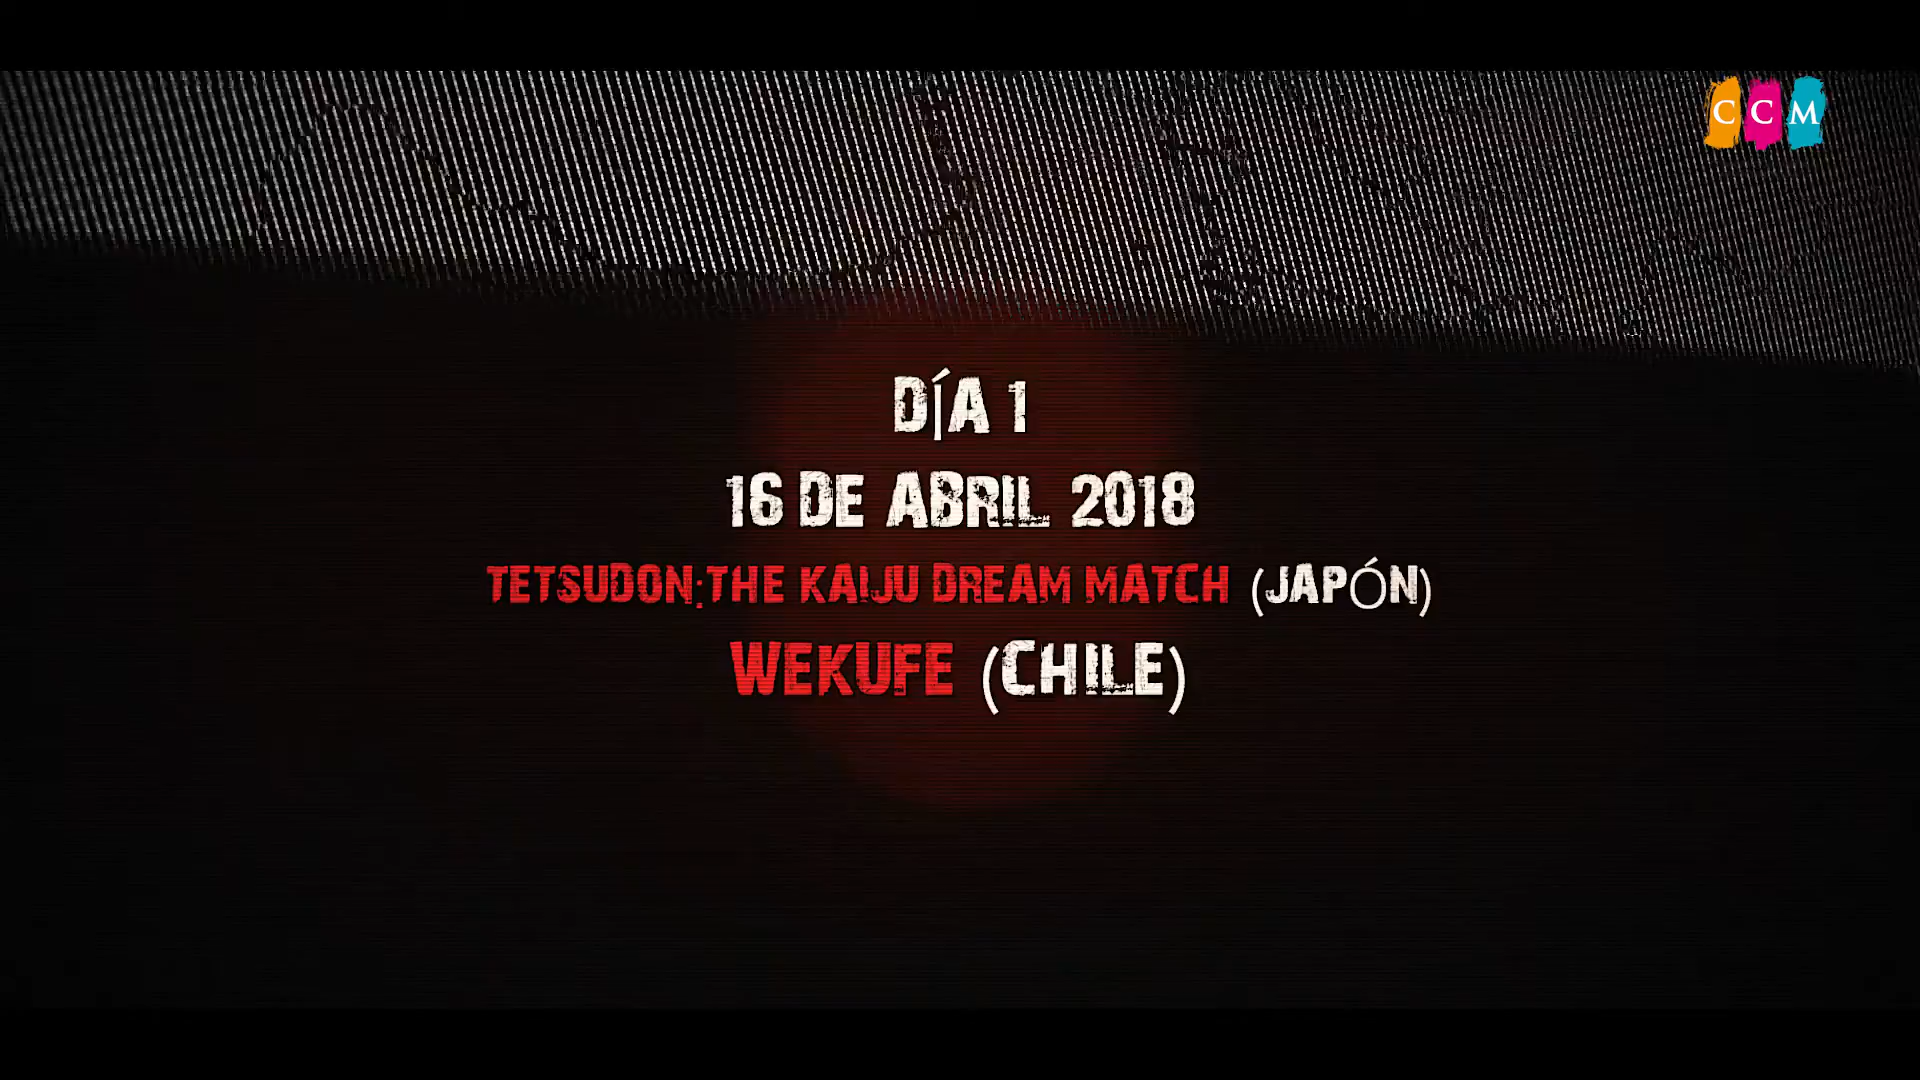 CCM
DÍA 1
16 DE ABRIL 2018
TETSUDON:THE KAIJU DREAM MATCH (JAPÓN)
WEKUFE (CHILE)